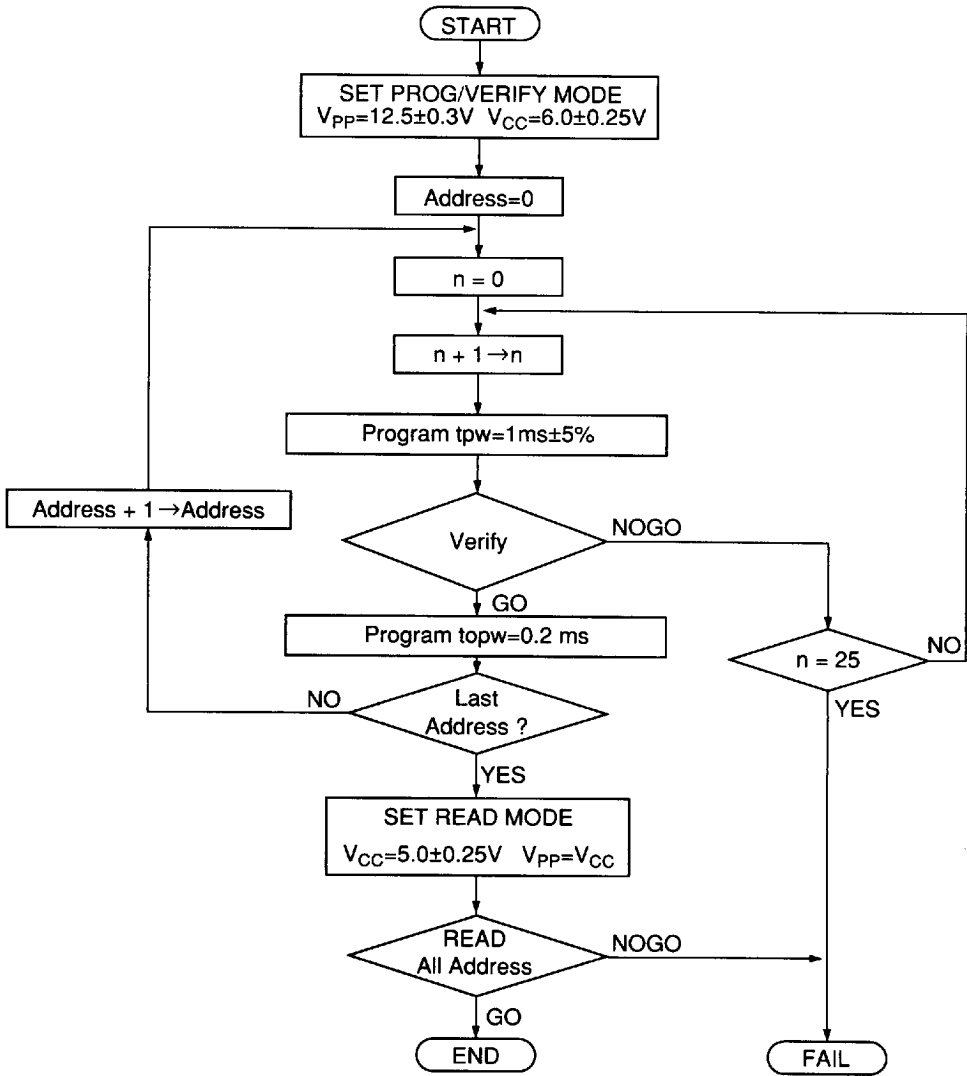 START
SET PROG/VERIFY MODE
VPP=12.5±0.3V VCC=6.0±0.25V
Address=0
n = 0
n + 1→n
Program tpw=1ms±5%
Address + 1→Address
Verify
NOGO
GO
Program topw=0.2 ms
n = 25
NO
YES
NO
Last
Address ?
YES
SET READ MODE
VCC=5.0±0.25V VPP=VCC
READ
All Address
NOGO
GO
END
FAIL